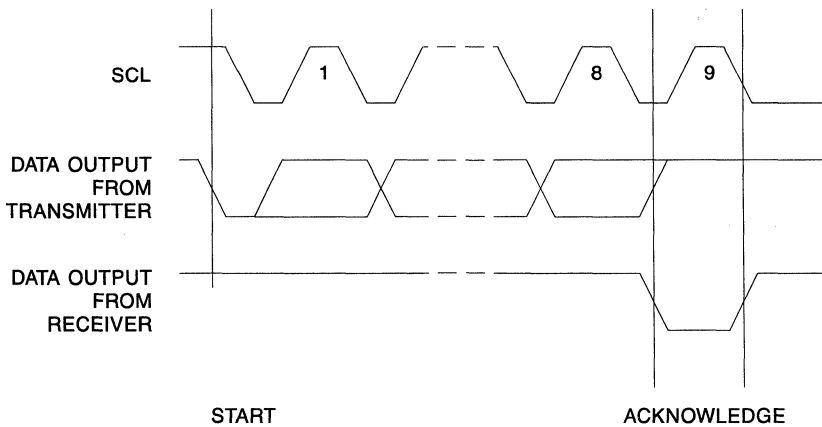 SCL
1
8
9
DATA OUTPUT
FROM
TRANSMITTER
DATA OUTPUT
FROM
RECEIVER
START
ACKNOWLEDGE